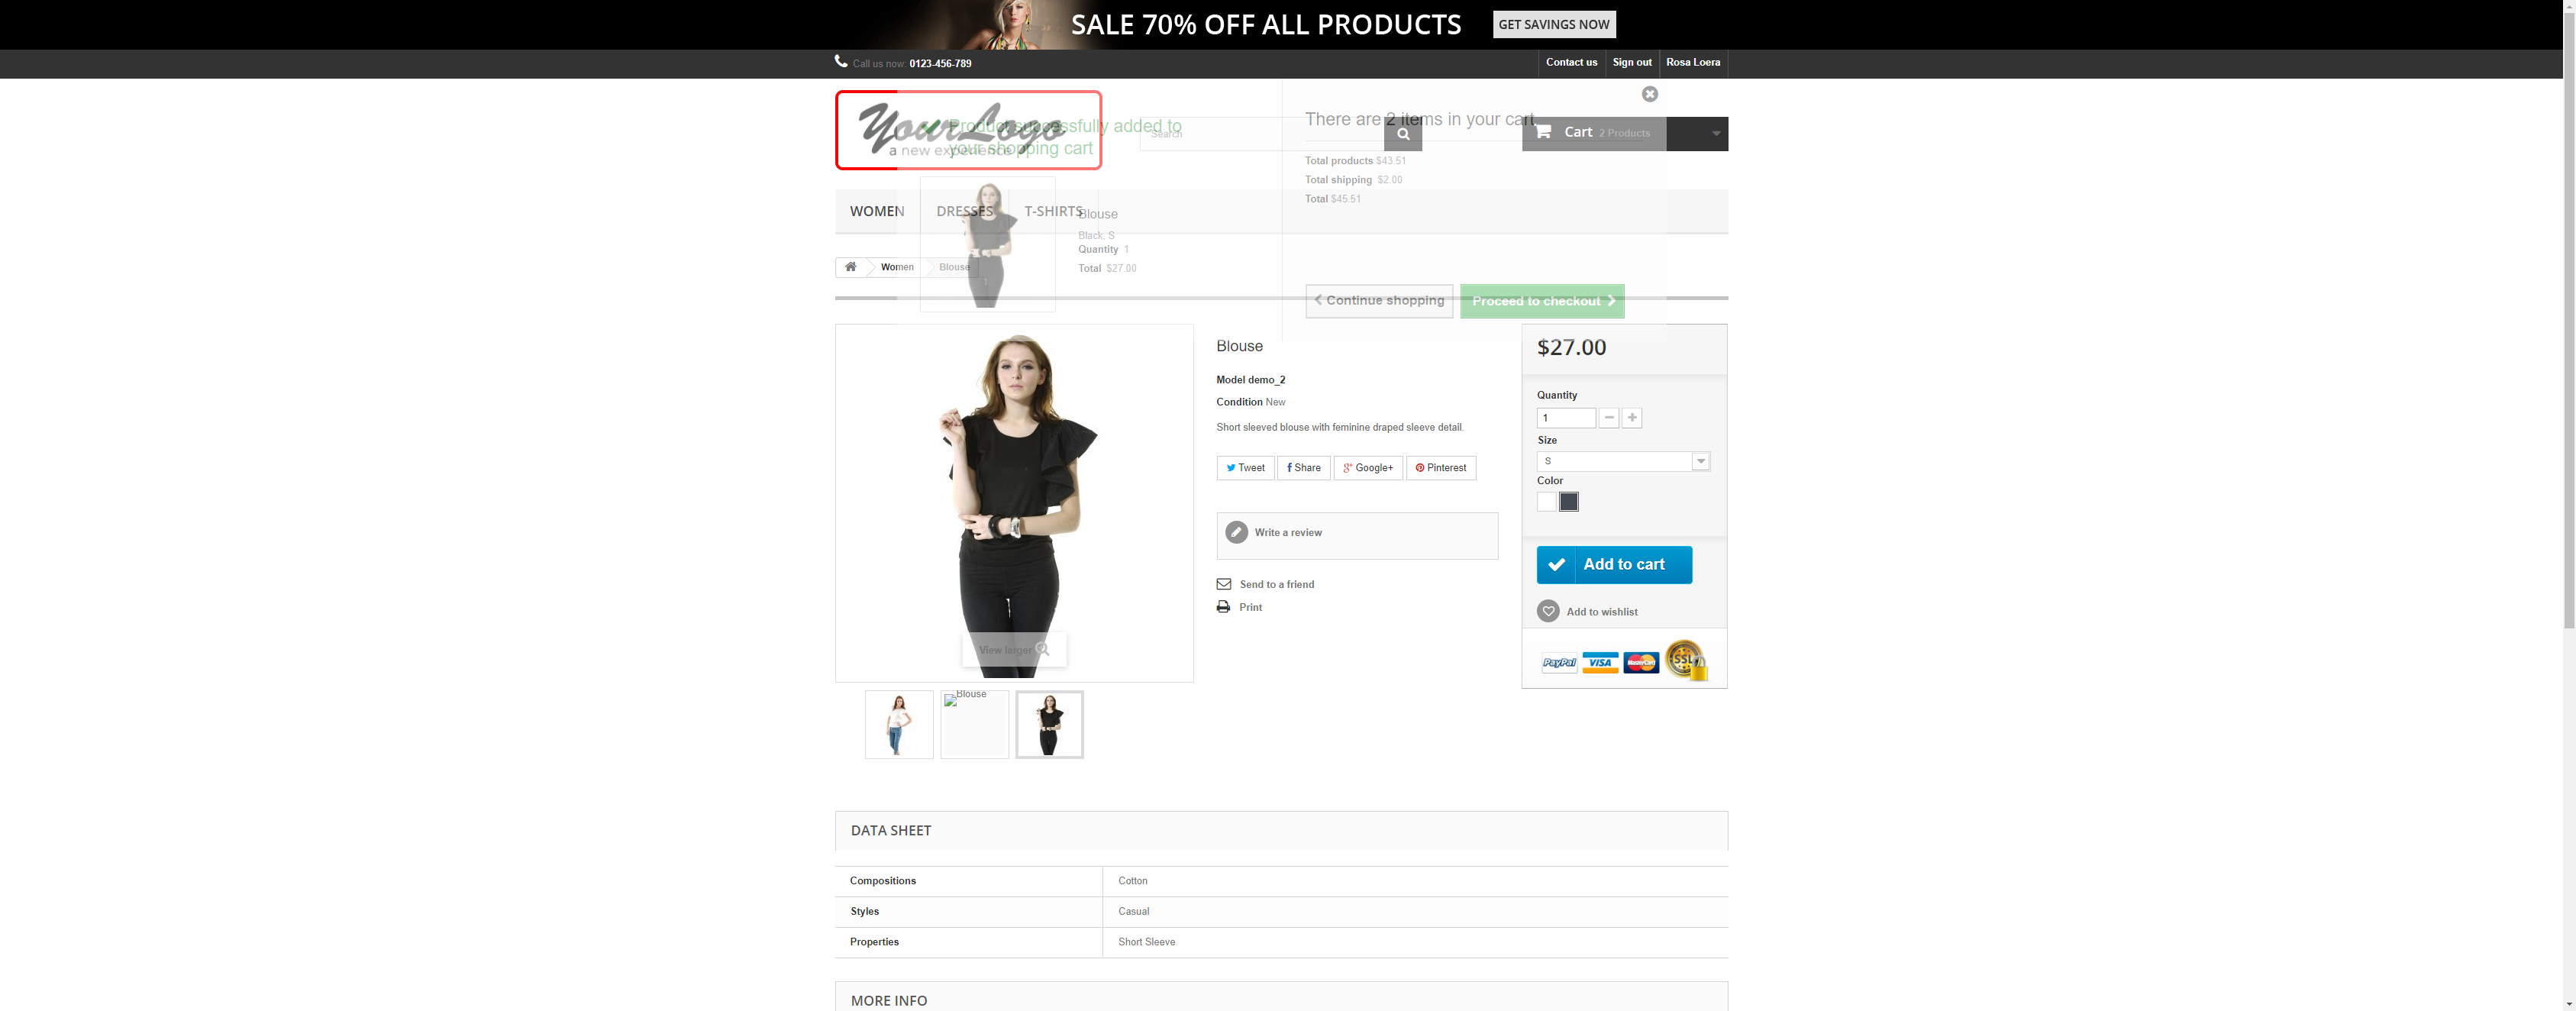 SALE 70% OFF ALL PRODUCTS GET SAVINGS NOW
Call us now: 0123-456-789
Contact us Sign out Rosa Loera
YourLogo
a new experience
Product successfully added to
your shopping cart
Search
There are 2 items in your cart
Cart 2 Products
Total products $43.51
Total shipping $2.00
Total $45.51
WOMEN DRESSES T-SHIRTS
Blouse
Black, S
Quantity 1
Total $27.00
Women Blouse
Continue shopping Proceed to checkout
Blouse
Model demo_2
Condition New
Short sleeved blouse with feminine draped sleeve detail.
Tweet Share Google+ Pinterest
Write a review
Send to a friend
Print
$27.00
Quantity
1
Size
S
Color
Add to cart
Add to wishlist
PayPal VISA MasterCard SSL
View larger
Blouse
DATA SHEET
Compositions Cotton
Styles Casual
Properties Short Sleeve
MORE INFO